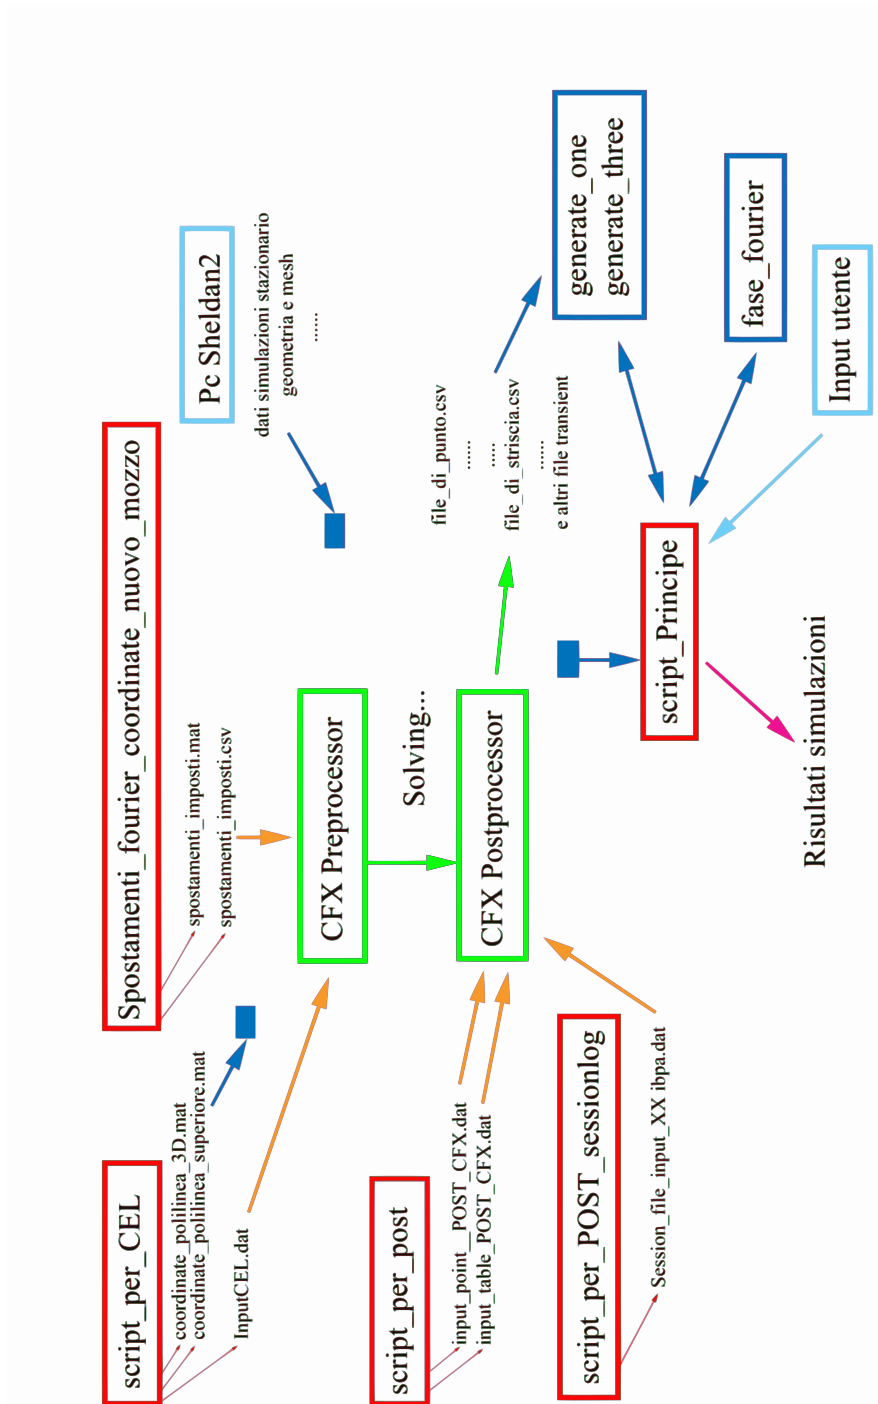 script_per_CEL
coordinate_polilinea_3D.mat
coordinate_polilinea_superiore.mat
InputCEL.dat
Spostamenti_fourier_coordinate_nuovo_mozzo
spostamenti_imposti.mat
spostamenti_imposti.csv
Pc Sheldan2
dati simulazioni stazionario
geometria e mesh
......
CFX Preprocessor
Solving...
script_per_post
input_point__POST_CFX.dat
input_table_POST_CFX.dat
CFX Postprocessor
file_di_punto.csv
......
.....
file_di_striscia.csv
......
e altri file transient
generate_one
generate_three
script_per_POST_sessionlog
Session_file_input_XX ibpa.dat
script_Principe
fase_fourier
Input utente
Risultati simulazioni